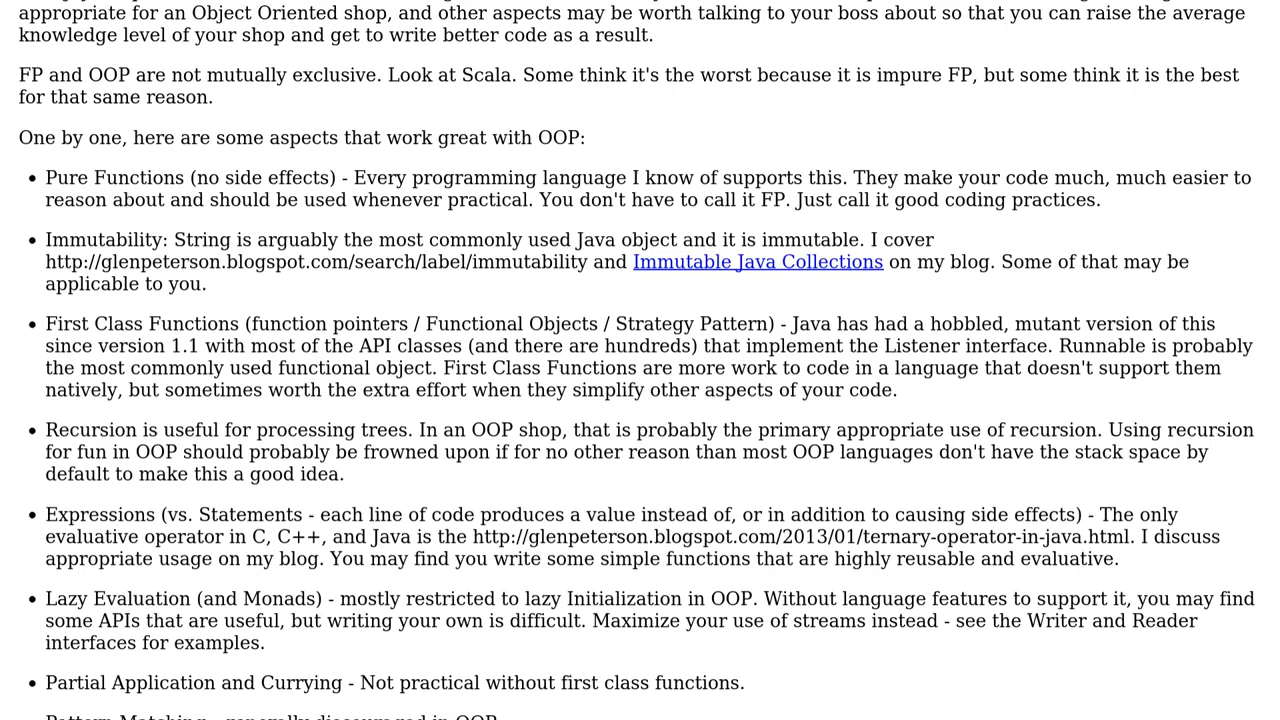 appropriate for an Object Oriented shop, and other aspects may be worth talking to your boss about so that you can raise the average
knowledge level of your shop and get to write better code as a result.
FP and OOP are not mutually exclusive. Look at Scala. Some think it's the worst because it is impure FP, but some think it is the best
for that same reason.
One by one, here are some aspects that work great with OOP:
• Pure Functions (no side effects) - Every programming language I know of supports this. They make your code much, much easier to
reason about and should be used whenever practical. You don't have to call it FP. Just call it good coding practices.
• Immutability: String is arguably the most commonly used Java object and it is immutable. I cover
http://glenpeterson.blogspot.com/search/label/immutability and Immutable Java Collections on my blog. Some of that may be
applicable to you.
• First Class Functions (function pointers / Functional Objects / Strategy Pattern) - Java has had a hobbled, mutant version of this
since version 1.1 with most of the API classes (and there are hundreds) that implement the Listener interface. Runnable is probably
the most commonly used functional object. First Class Functions are more work to code in a language that doesn't support them
natively, but sometimes worth the extra effort when they simplify other aspects of your code.
• Recursion is useful for processing trees. In an OOP shop, that is probably the primary appropriate use of recursion. Using recursion
for fun in OOP should probably be frowned upon if for no other reason than most OOP languages don't have the stack space by
default to make this a good idea.
• Expressions (vs. Statements - each line of code produces a value instead of, or in addition to causing side effects) - The only
evaluative operator in C, C++, and Java is the http://glenpeterson.blogspot.com/2013/01/ternary-operator-in-java.html. I discuss
appropriate usage on my blog. You may find you write some simple functions that are highly reusable and evaluative.
• Lazy Evaluation (and Monads) - mostly restricted to lazy Initialization in OOP. Without language features to support it, you may find
some APIs that are useful, but writing your own is difficult. Maximize your use of streams instead - see the Writer and Reader
interfaces for examples.
• Partial Application and Currying - Not practical without first class functions.